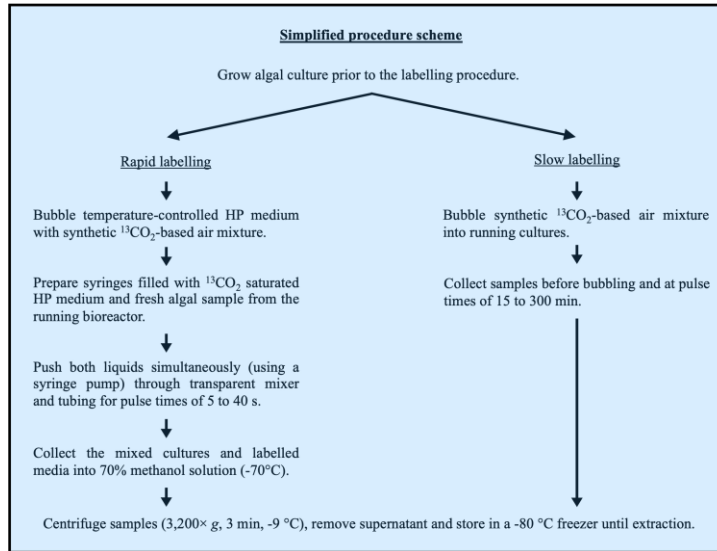 Simplified procedure scheme
Grow algal culture prior to the labelling procedure.
Rapid labelling
Bubble temperature-controlled HP medium
with synthetic ¹³CO₂-based air mixture.
Prepare syringes filled with ¹³CO₂ saturated
HP medium and fresh algal sample from the
running bioreactor.
Push both liquids simultaneously (using a
syringe pump) through transparent mixer
and tubing for pulse times of 5 to 40 s.
Collect the mixed cultures and labelled
media into 70% methanol solution (-70°C).
Slow labelling
Bubble synthetic ¹³CO₂-based air mixture
into running cultures.
Collect samples before bubbling and at pulse
times of 15 to 300 min.
Centrifuge samples (3,200× g, 3 min, -9 °C), remove supernatant and store in a -80 °C freezer until extraction.